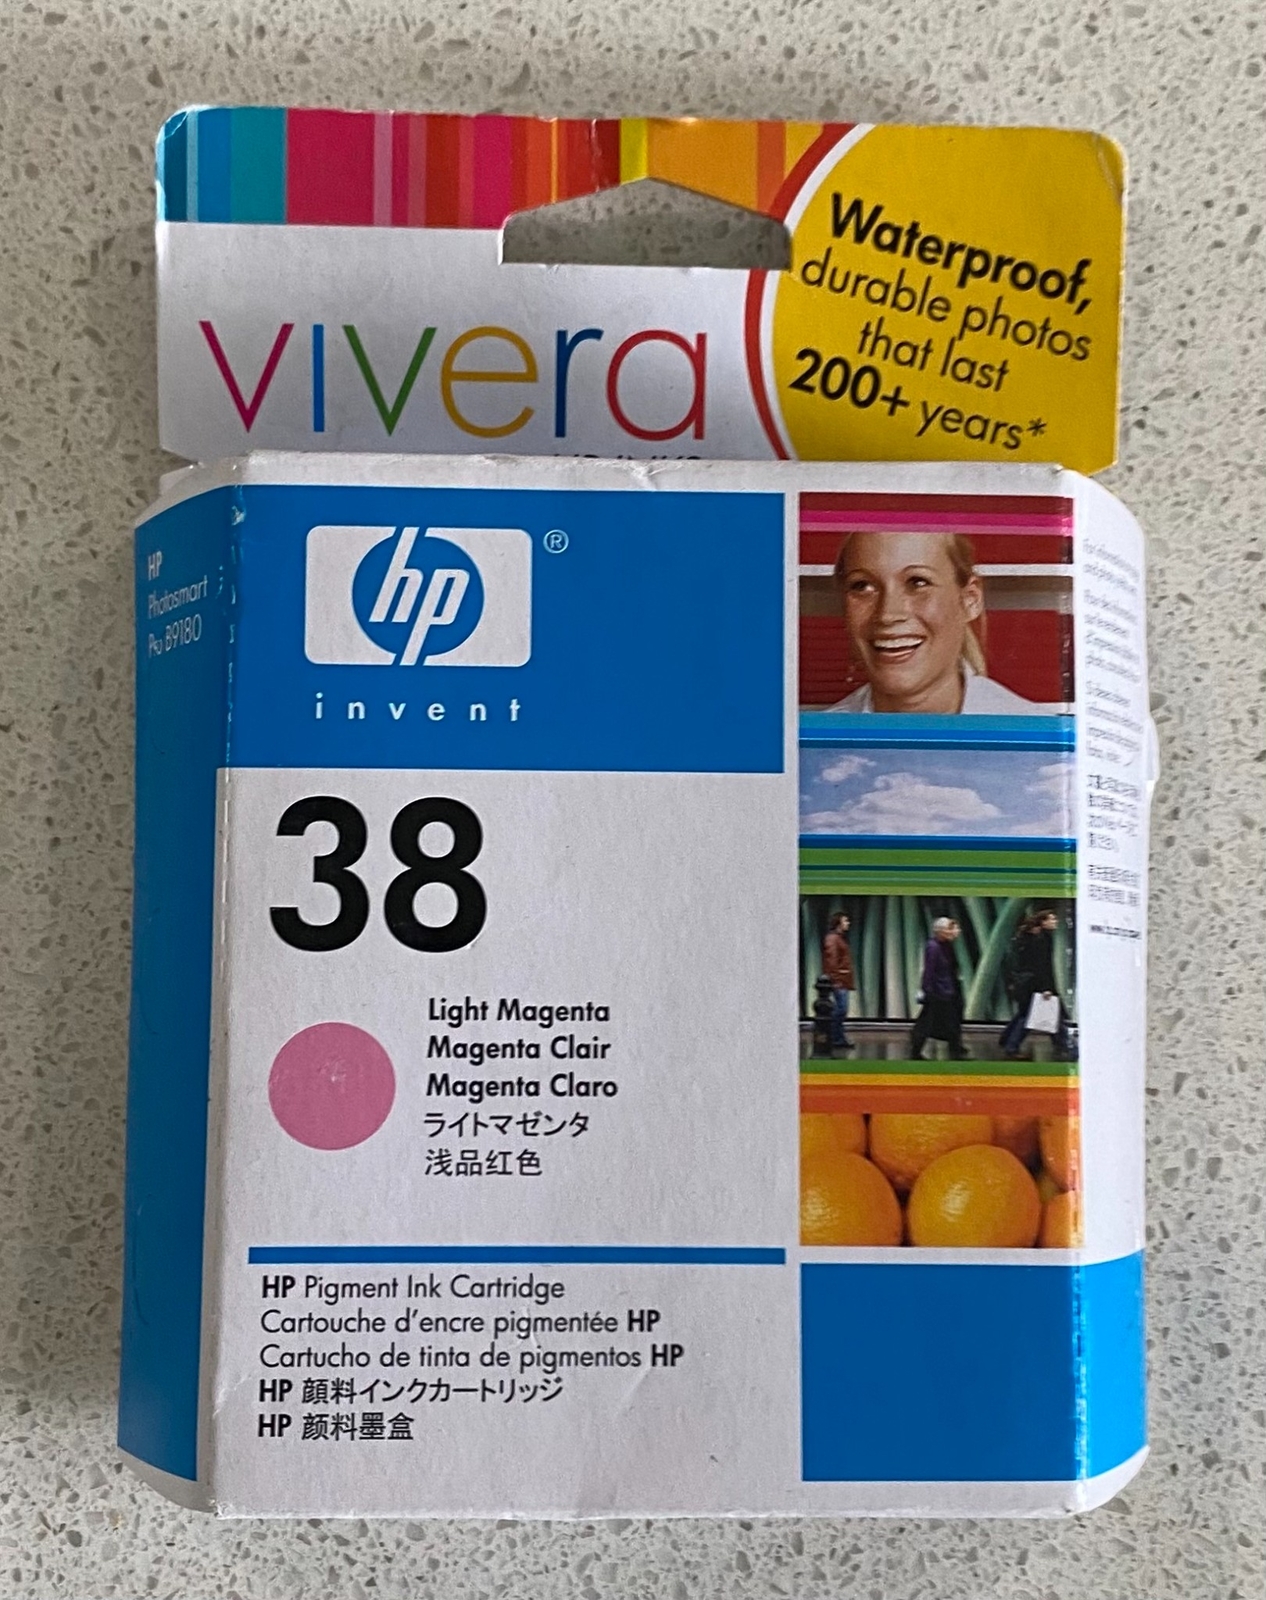 Waterproof,
durable photos
that last
200+ years*
vivera
HP
Photosmart
Pro B9180
hp®
invent
38
Light Magenta
Magenta Clair
Magenta Claro
ライトマゼンタ
浅品红色
HP Pigment Ink Cartridge
Cartouche d'encre pigmentée HP
Cartucho de tinta de pigmentos HP
HP 顔料インクカートリッジ
HP 颜料墨盒